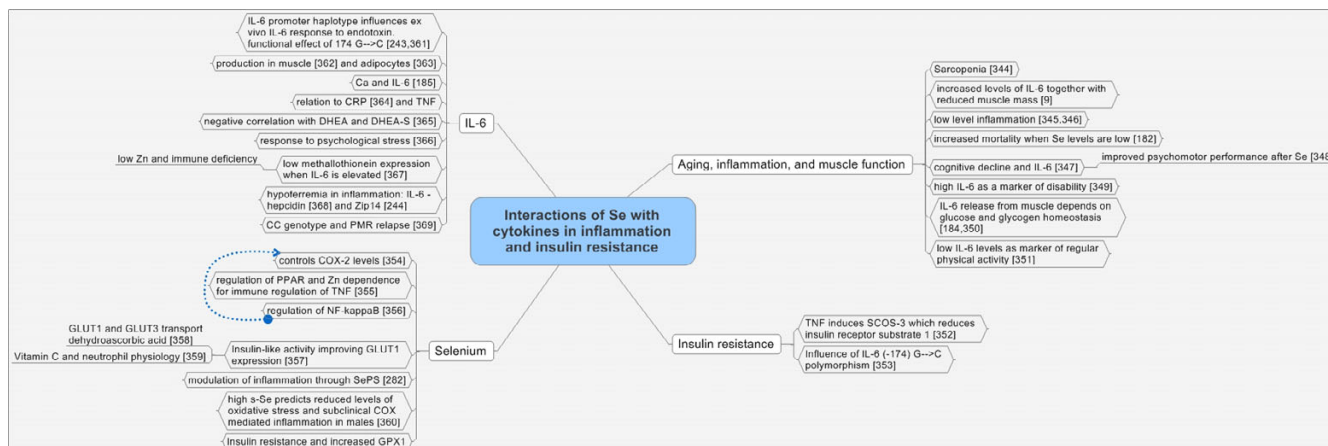 IL-6 promoter haplotype influences ex
vivo IL-6 response to endotoxin.
functional effect of 174 G-->C [243,361]
production in muscle [362] and adipocytes [363]
Ca and IL-6 [185]
relation to CRP [364] and TNF
negative correlation with DHEA and DHEA-S [365]
response to psychological stress [366]
low Zn and immune deficiency
low methallothionein expression
when IL-6 is elevated [367]
hypoferremia in inflammation: IL-6 -
hepcidin [368] and Zip14 [244]
CC genotype and PMR relapse [369]
IL-6
controls COX-2 levels [354]
regulation of PPAR and Zn dependence
for immune regulation of TNF [355]
regulation of NF-kappaB [356]
GLUT1 and GLUT3 transport
dehydroascorbic acid [358]
Vitamin C and neutrophil physiology [359]
Insulin-like activity improving GLUT1
expression [357]
modulation of inflammation through SePS [282]
high s-Se predicts reduced levels of
oxidative stress and subclinical COX
mediated inflammation in males [360]
Insulin resistance and increased GPX1
Selenium
Interactions of Se with
cytokines in inflammation
and insulin resistance
Aging, inflammation, and muscle function
Sarcopenia [344]
increased levels of IL-6 together with
reduced muscle mass [9]
low level inflammation [345,346]
increased mortality when Se levels are low [182]
cognitive decline and IL-6 [347]
improved psychomotor performance after Se [348
high IL-6 as a marker of disability [349]
IL-6 release from muscle depends on
glucose and glycogen homeostasis
[184,350]
low IL-6 levels as marker of regular
physical activity [351]
Insulin resistance
TNF induces SCOS-3 which reduces
insulin receptor substrate 1 [352]
Influence of IL-6 (-174) G-->C
polymorphism [353]